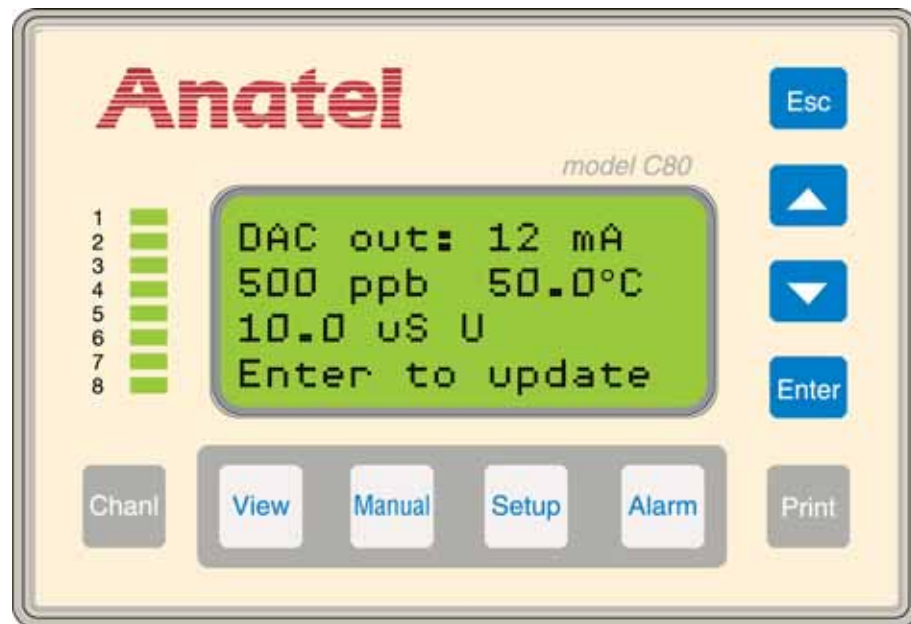 Anatel
Esc
model C80
1
2
3
4
5
6
7
8
DAC out: 12 mA
500 ppb 50.0°C
10.0 uS U
Enter to update
Enter
Chanl
View
Manual
Setup
Alarm
Print